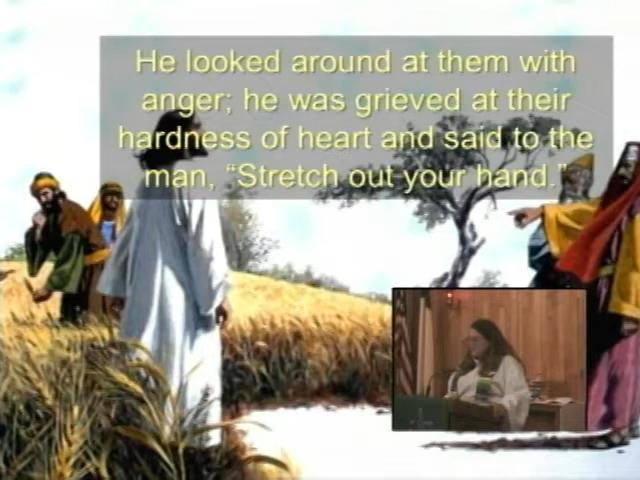 He looked around at them with
anger; he was grieved at their
hardness of heart and said to the
man, “Stretch out your hand.”